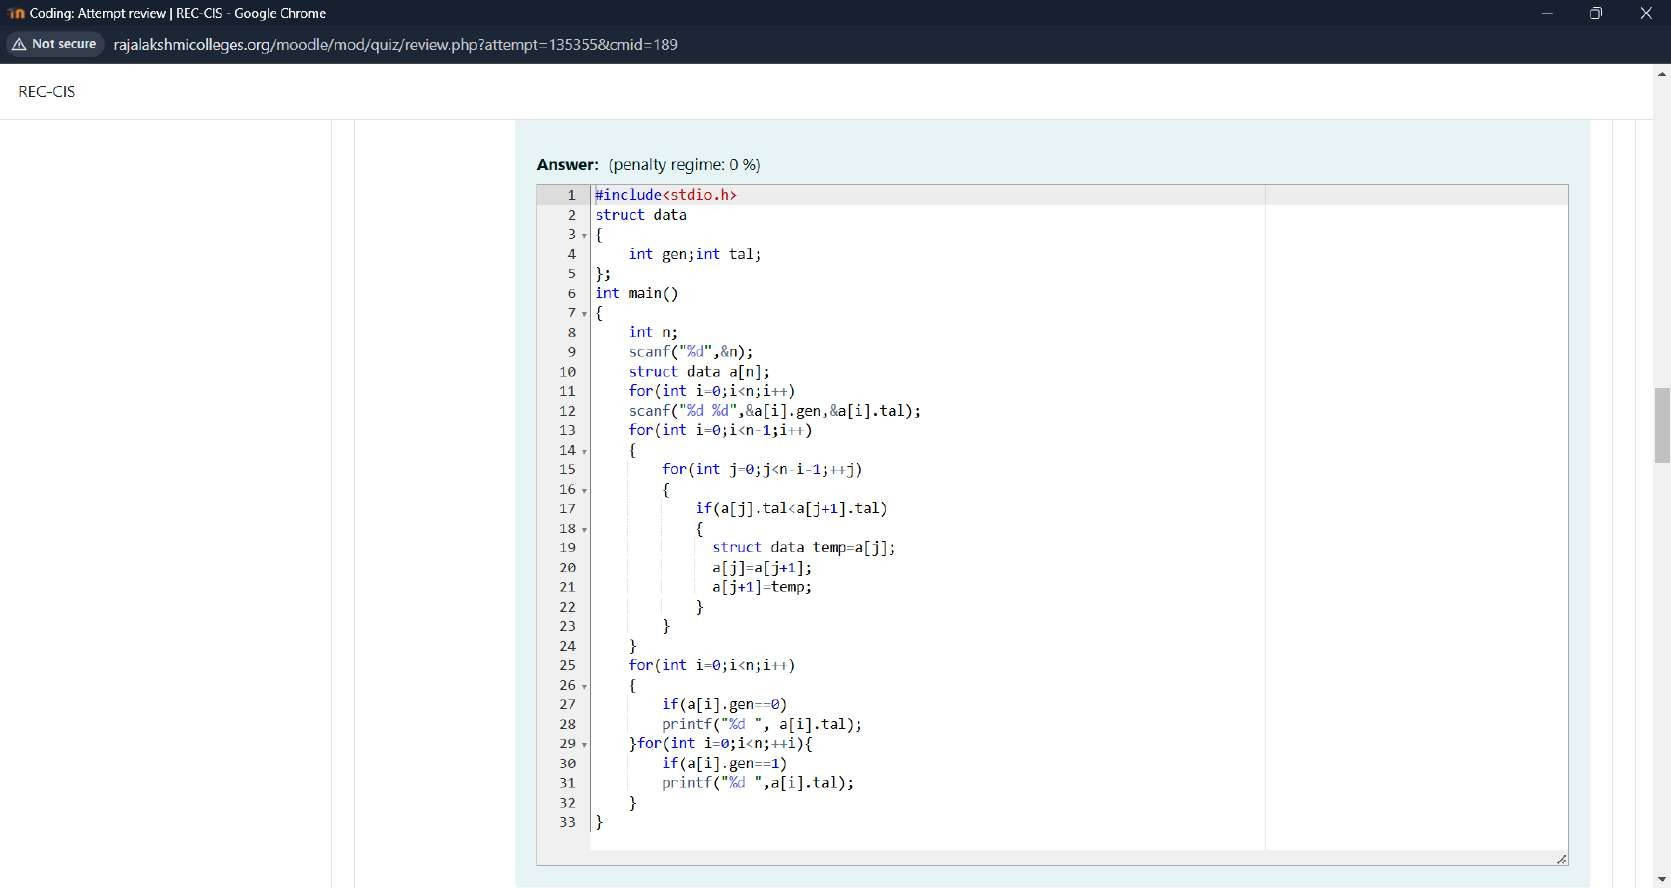 Coding: Attempt review | REC-CIS - Google Chrome
Not secure rajalakshmicolleges.org/moodle/mod/quiz/review.php?attempt=135355&cmid=189
REC-CIS
Answer: (penalty regime: 0 %)
1 #include<stdio.h>
2 struct data
3 {
4 int gen;int tal;
5 };
6 int main()
7 {
8 int n;
9 scanf("%d",&n);
10 struct data a[n];
11 for(int i=0;i<n;i++)
12 scanf("%d %d",&a[i].gen,&a[i].tal);
13 for(int i=0;i<n-1;i++)
14 {
15 for(int j=0;j<n-i-1;++j)
16 {
17 if(a[j].tal<a[j+1].tal)
18 {
19 struct data temp=a[j];
20 a[j]=a[j+1];
21 a[j+1]=temp;
22 }
23 }
24 }
25 for(int i=0;i<n;i++)
26 {
27 if(a[i].gen==0)
28 printf("%d ", a[i].tal);
29 }for(int i=0;i<n;++i){
30 if(a[i].gen==1)
31 printf("%d ",a[i].tal);
32 }
33 }